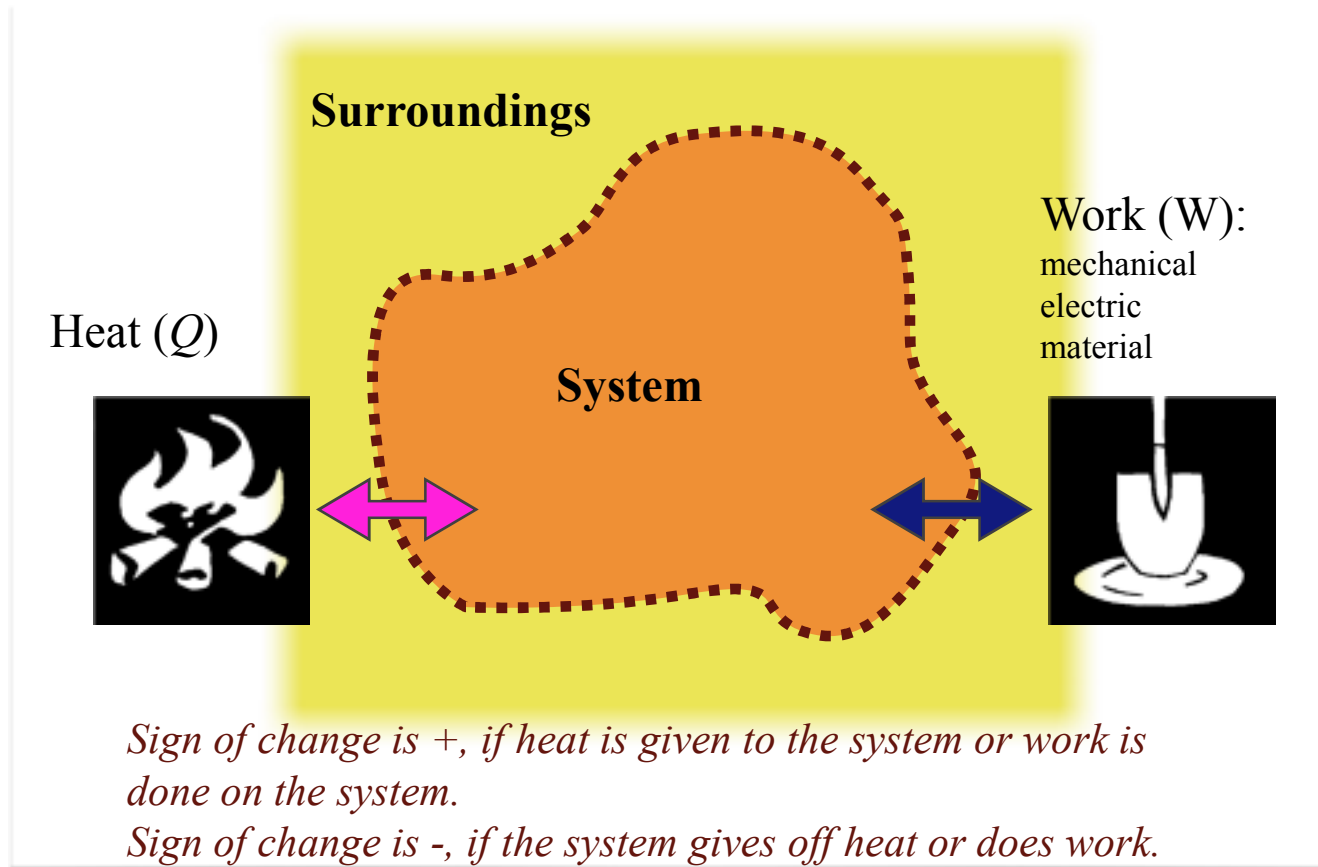 Surroundings
Work (W):
mechanical
electric
material
Heat (Q)
System
Sign of change is +, if heat is given to the system or work is
done on the system.
Sign of change is -, if the system gives off heat or does work.